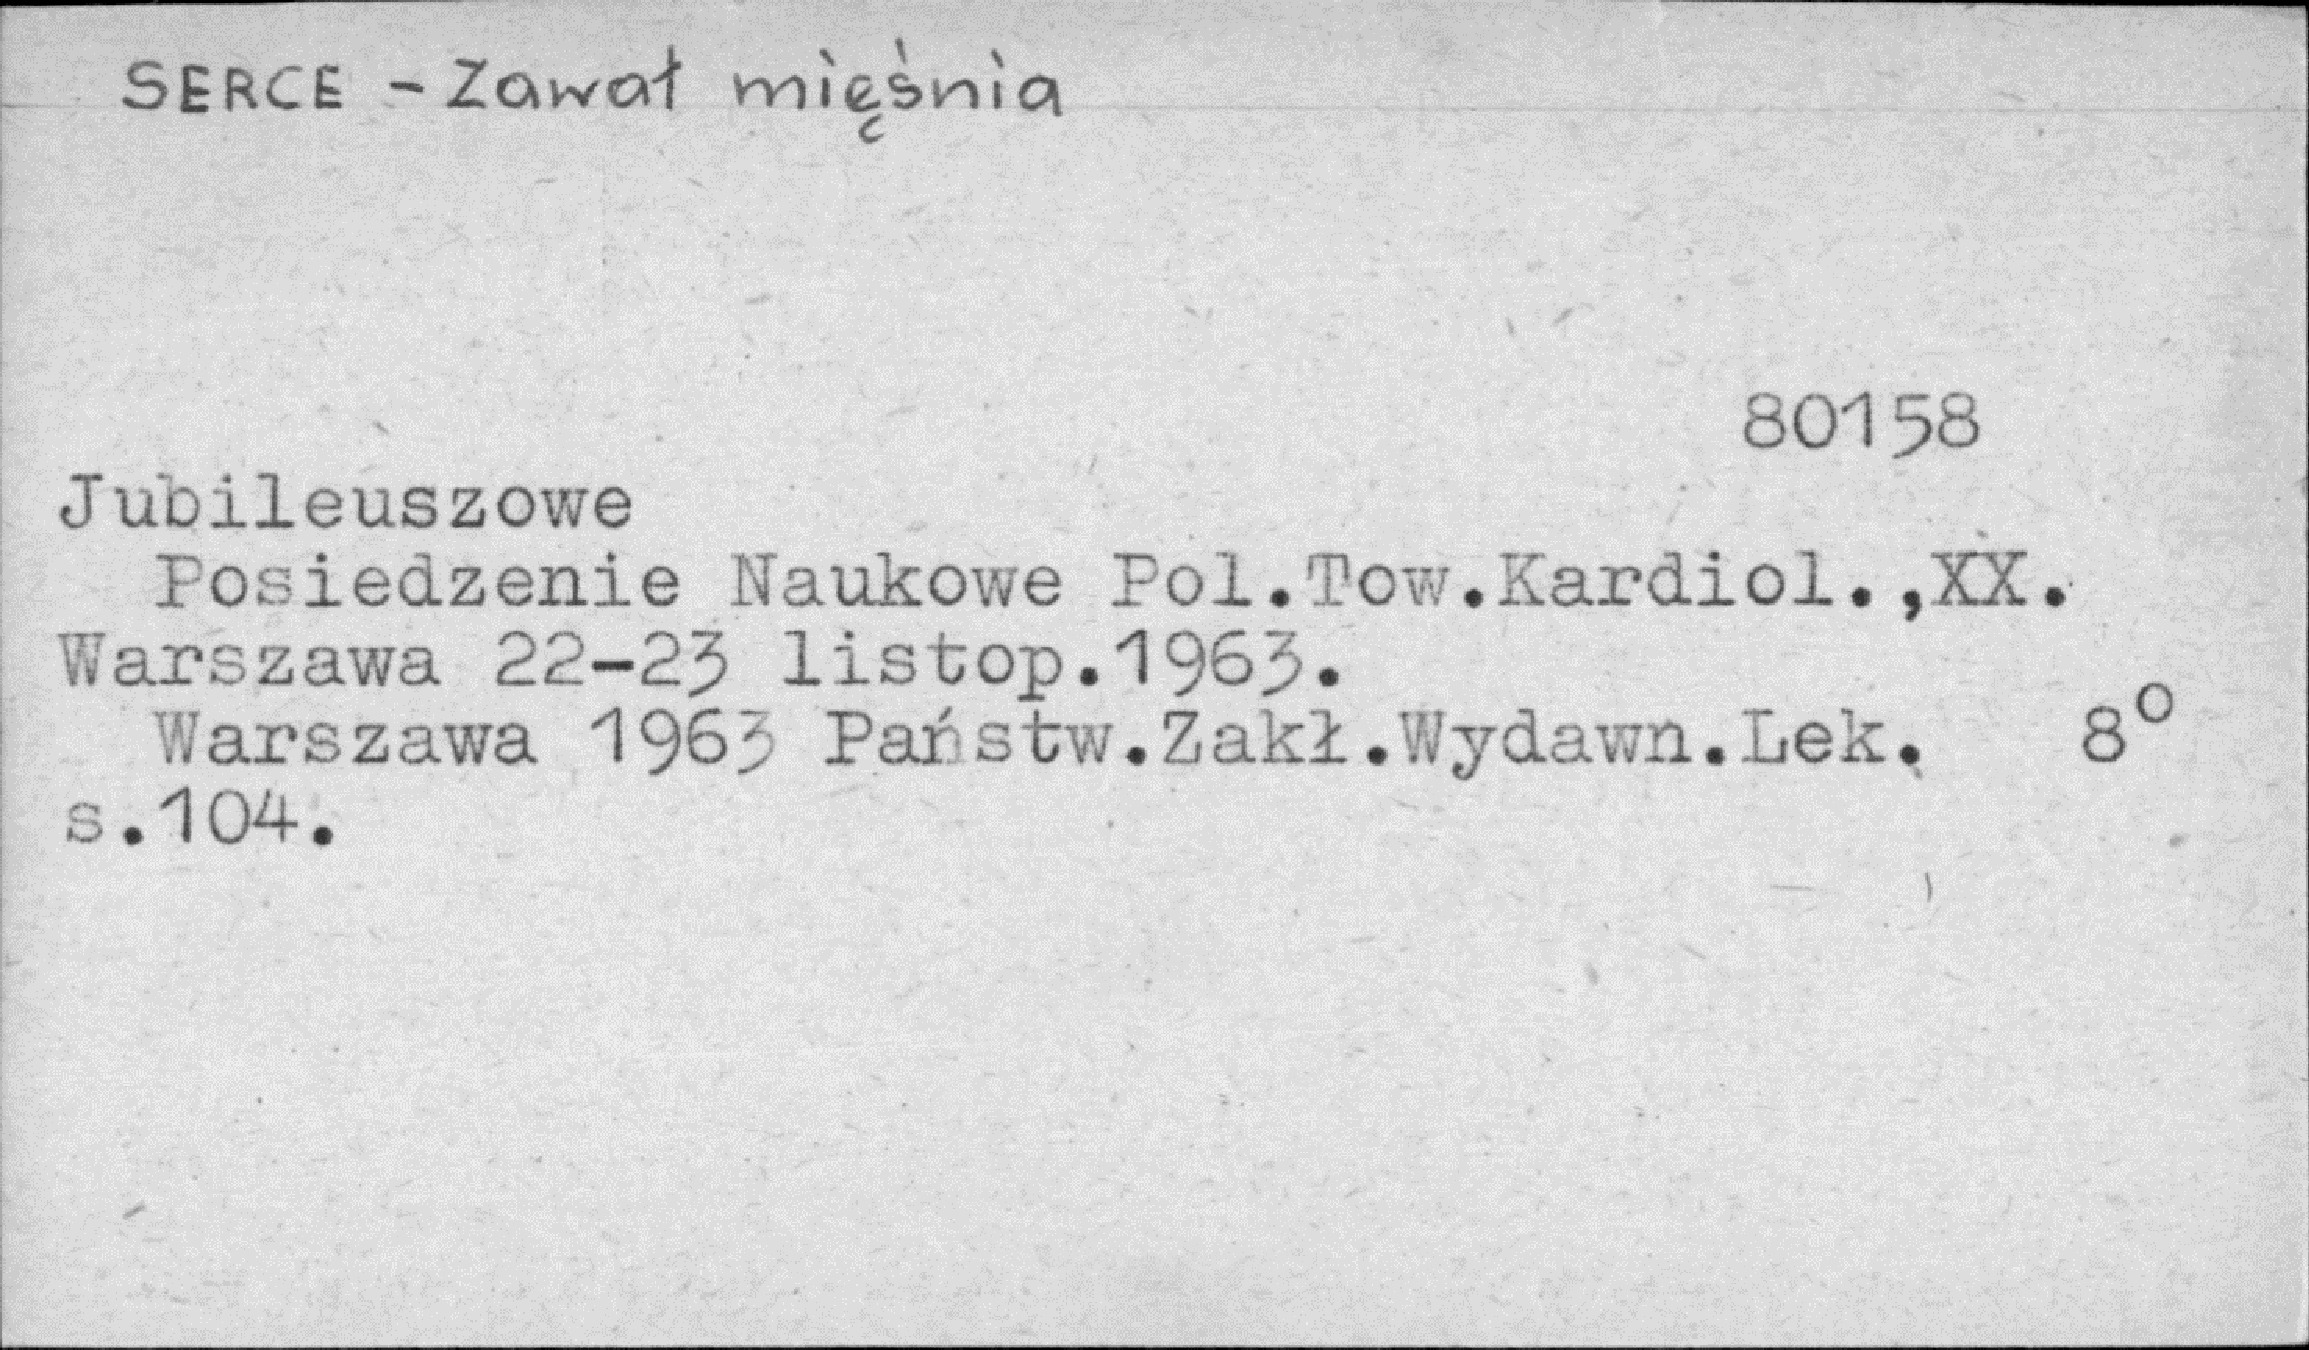 SERCE - Zawał mięśnia
80158
Jubileuszowe
Posiedzenie Naukowe Pol.Tow.Kardiol.,XX.
Warszawa 22-23 listop.1963.
Warszawa 1963 Państw.Zakł.Wydawn.Lek. 8°
s.104.